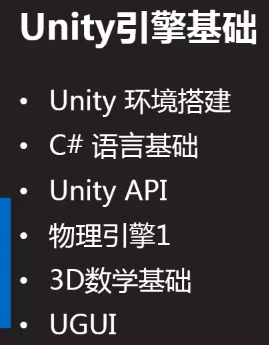 Unity引擎基础
• Unity 环境搭建
• C# 语言基础
• Unity API
• 物理引擎1
• 3D数学基础
• UGUI